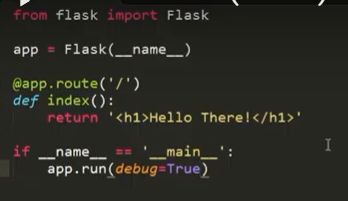 from flask import Flask
app = Flask(__name__)
@app.route('/')
def index():
    return '<h1>Hello There!</h1>'
if __name__ == '__main__':
    app.run(debug=True)